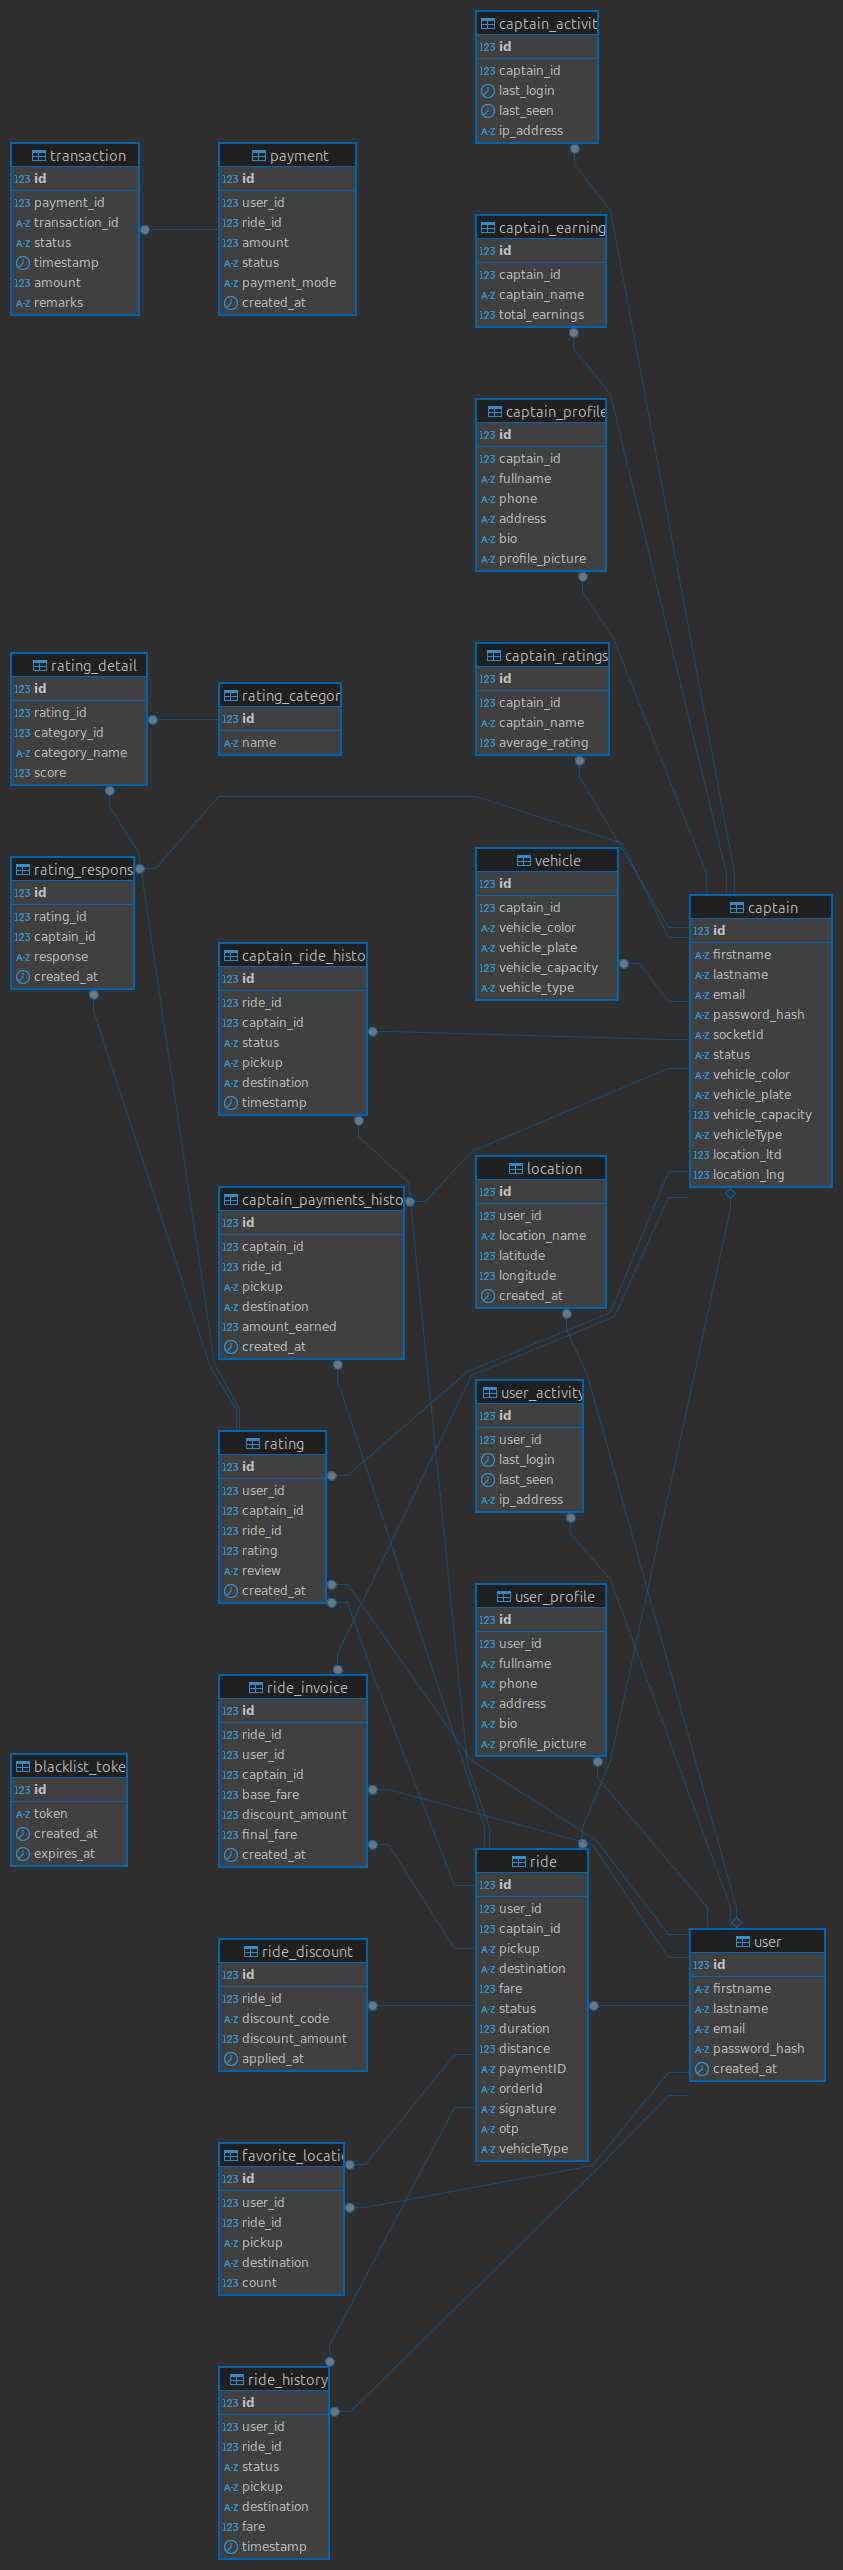 captain_activit
123 id
123 captain_id
last_login
last_seen
A-Z ip_address
transaction
123 id
123 payment_id
A-Z transaction_id
A-Z status
timestamp
123 amount
A-Z remarks
payment
123 id
123 user_id
123 ride_id
123 amount
A-Z status
A-Z payment_mode
created_at
captain_earning
123 id
123 captain_id
A-Z captain_name
123 total_earnings
captain_profile
123 id
123 captain_id
A-Z fullname
A-Z phone
A-Z address
A-Z bio
A-Z profile_picture
captain_ratings
123 id
123 captain_id
A-Z captain_name
123 average_rating
rating_detail
123 id
123 rating_id
123 category_id
A-Z category_name
123 score
rating_categor
123 id
A-Z name
rating_respons
123 id
123 rating_id
123 captain_id
A-Z response
created_at
vehicle
123 id
123 captain_id
A-Z vehicle_color
A-Z vehicle_plate
123 vehicle_capacity
A-Z vehicle_type
captain
123 id
A-Z firstname
A-Z lastname
A-Z email
A-Z password_hash
A-Z socketId
A-Z status
A-Z vehicle_color
A-Z vehicle_plate
123 vehicle_capacity
A-Z vehicleType
123 location_ltd
123 location_lng
captain_ride_histo
123 id
123 ride_id
123 captain_id
A-Z status
A-Z pickup
A-Z destination
timestamp
location
123 id
123 user_id
A-Z location_name
123 latitude
123 longitude
created_at
captain_payments_histo
123 id
123 captain_id
123 ride_id
A-Z pickup
A-Z destination
123 amount_earned
created_at
user_activity
123 id
123 user_id
last_login
last_seen
A-Z ip_address
rating
123 id
123 user_id
123 captain_id
123 ride_id
123 rating
A-Z review
created_at
user_profile
123 id
123 user_id
A-Z fullname
A-Z phone
A-Z address
A-Z bio
A-Z profile_picture
ride_invoice
123 id
123 ride_id
123 user_id
123 captain_id
123 base_fare
123 discount_amount
123 final_fare
created_at
blacklist_toke
123 id
A-Z token
created_at
expires_at
ride
123 id
123 user_id
123 captain_id
A-Z pickup
A-Z destination
123 fare
A-Z status
123 duration
123 distance
A-Z paymentID
A-Z orderId
A-Z signature
A-Z otp
A-Z vehicleType
user
123 id
A-Z firstname
A-Z lastname
A-Z email
A-Z password_hash
created_at
ride_discount
123 id
123 ride_id
A-Z discount_code
123 discount_amount
applied_at
favorite_locati
123 id
123 user_id
123 ride_id
A-Z pickup
A-Z destination
123 count
ride_history
123 id
123 user_id
123 ride_id
A-Z status
A-Z pickup
A-Z destination
123 fare
timestamp